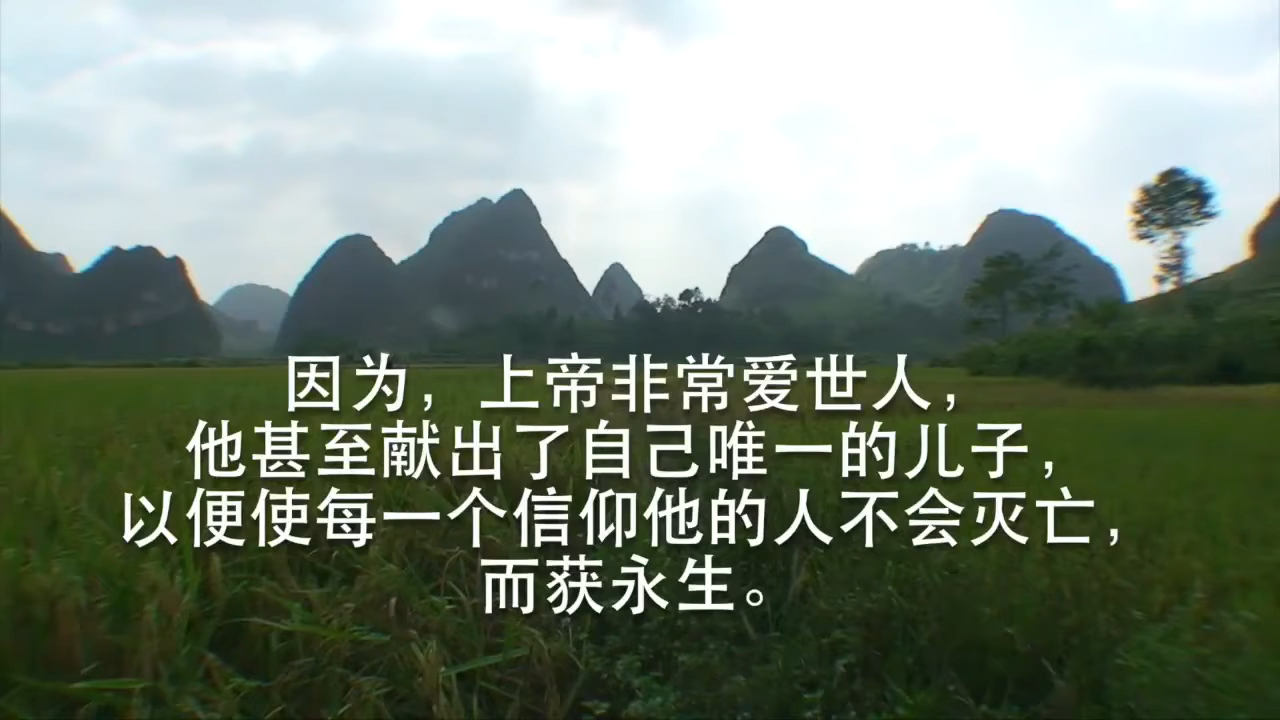 因为，上帝非常爱世人，
他甚至献出了自己唯一的儿子，
以便使每一个信仰他的人不会灭亡，
而获永生。